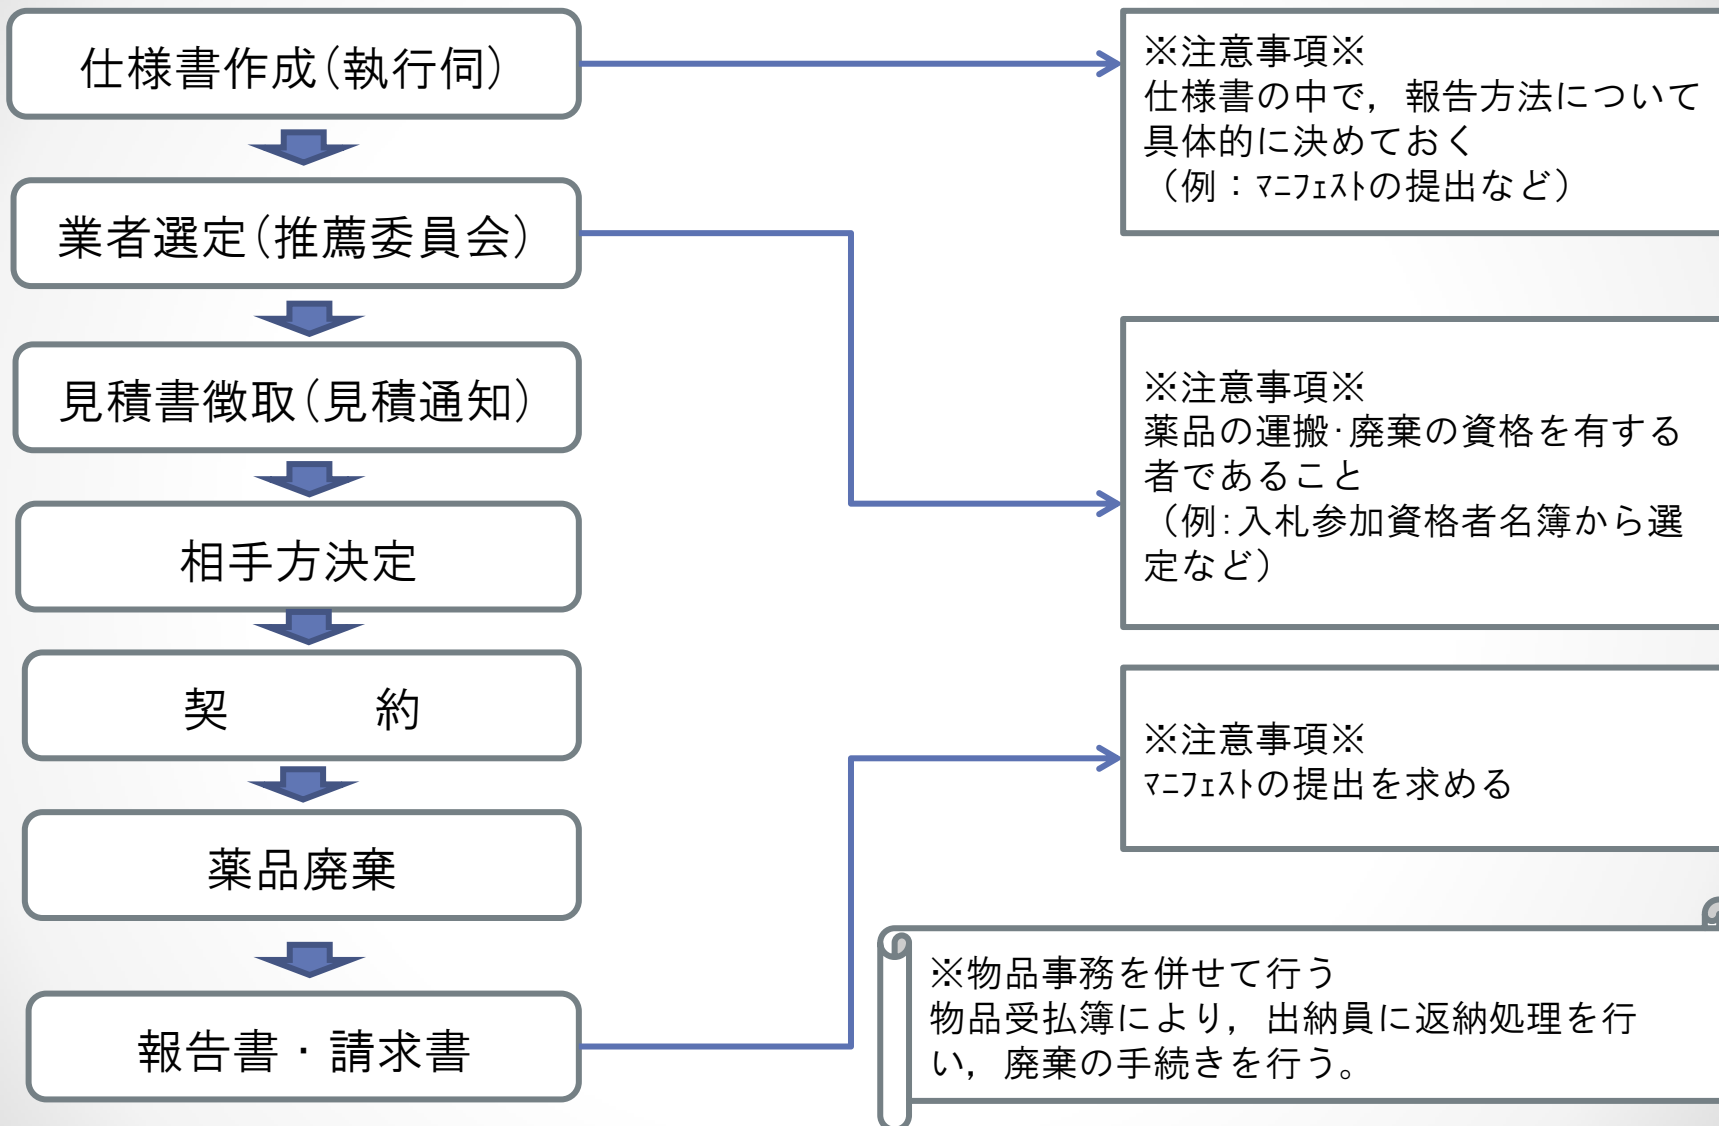 仕様書作成(執行伺)
業者選定(推薦委員会)
見積書徴取(見積通知)
相手方決定
契　　約
薬品廃棄
報告書・請求書
※注意事項※
仕様書の中で，報告方法について
具体的に決めておく
（例：ﾏﾆﾌｪｽﾄの提出など）
※注意事項※
薬品の運搬･廃棄の資格を有する
者であること
（例:入札参加資格者名簿から選
定など）
※注意事項※
ﾏﾆﾌｪｽﾄの提出を求める
※物品事務を併せて行う
物品受払簿により，出納員に返納処理を行
い，廃棄の手続きを行う。